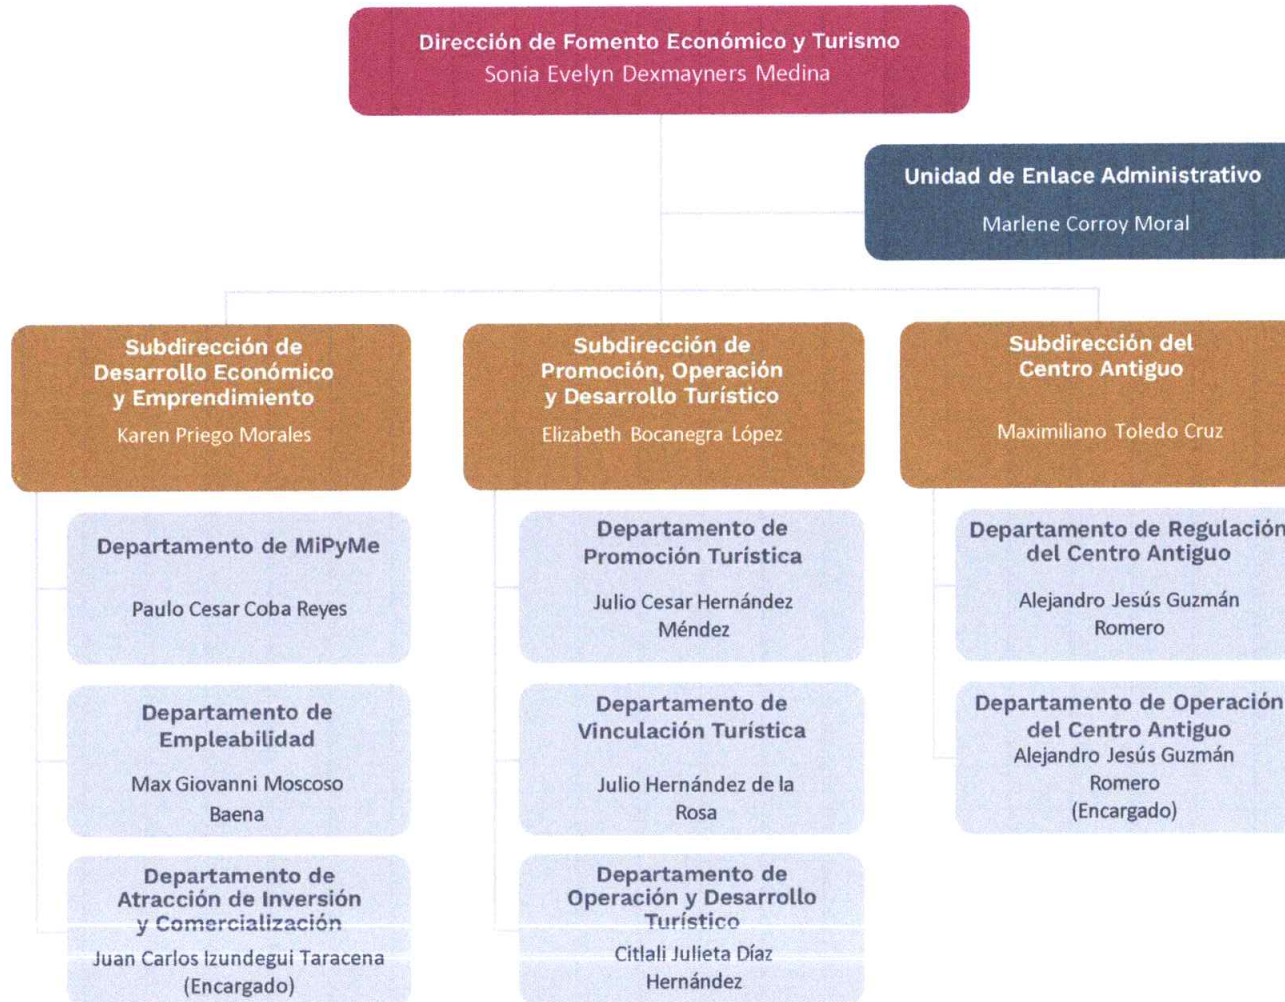 Dirección de Fomento Económico y Turismo
Sonia Evelyn Dexmayners Medina
Unidad de Enlace Administrativo
Marlene Corroy Moral
Subdirección de
Desarrollo Económico
y Emprendimiento
Karen Priego Morales
Subdirección de
Promoción, Operación
y Desarrollo Turístico
Elizabeth Bocanegra López
Subdirección del
Centro Antiguo
Maximiliano Toledo Cruz
Departamento de MiPyMe
Paulo Cesar Coba Reyes
Departamento de
Empleabilidad
Max Giovanni Moscoso
Baena
Departamento de
Atracción de Inversión
y Comercialización
Juan Carlos Izundegui Taracena
(Encargado)
Departamento de
Promoción Turística
Julio Cesar Hernández
Méndez
Departamento de
Vinculación Turística
Julio Hernández de la
Rosa
Departamento de
Operación y Desarrollo
Turístico
Citlali Julieta Díaz
Hernández
Departamento de Regulación
del Centro Antiguo
Alejandro Jesús Guzmán
Romero
Departamento de Operación
del Centro Antiguo
Alejandro Jesús Guzmán
Romero
(Encargado)